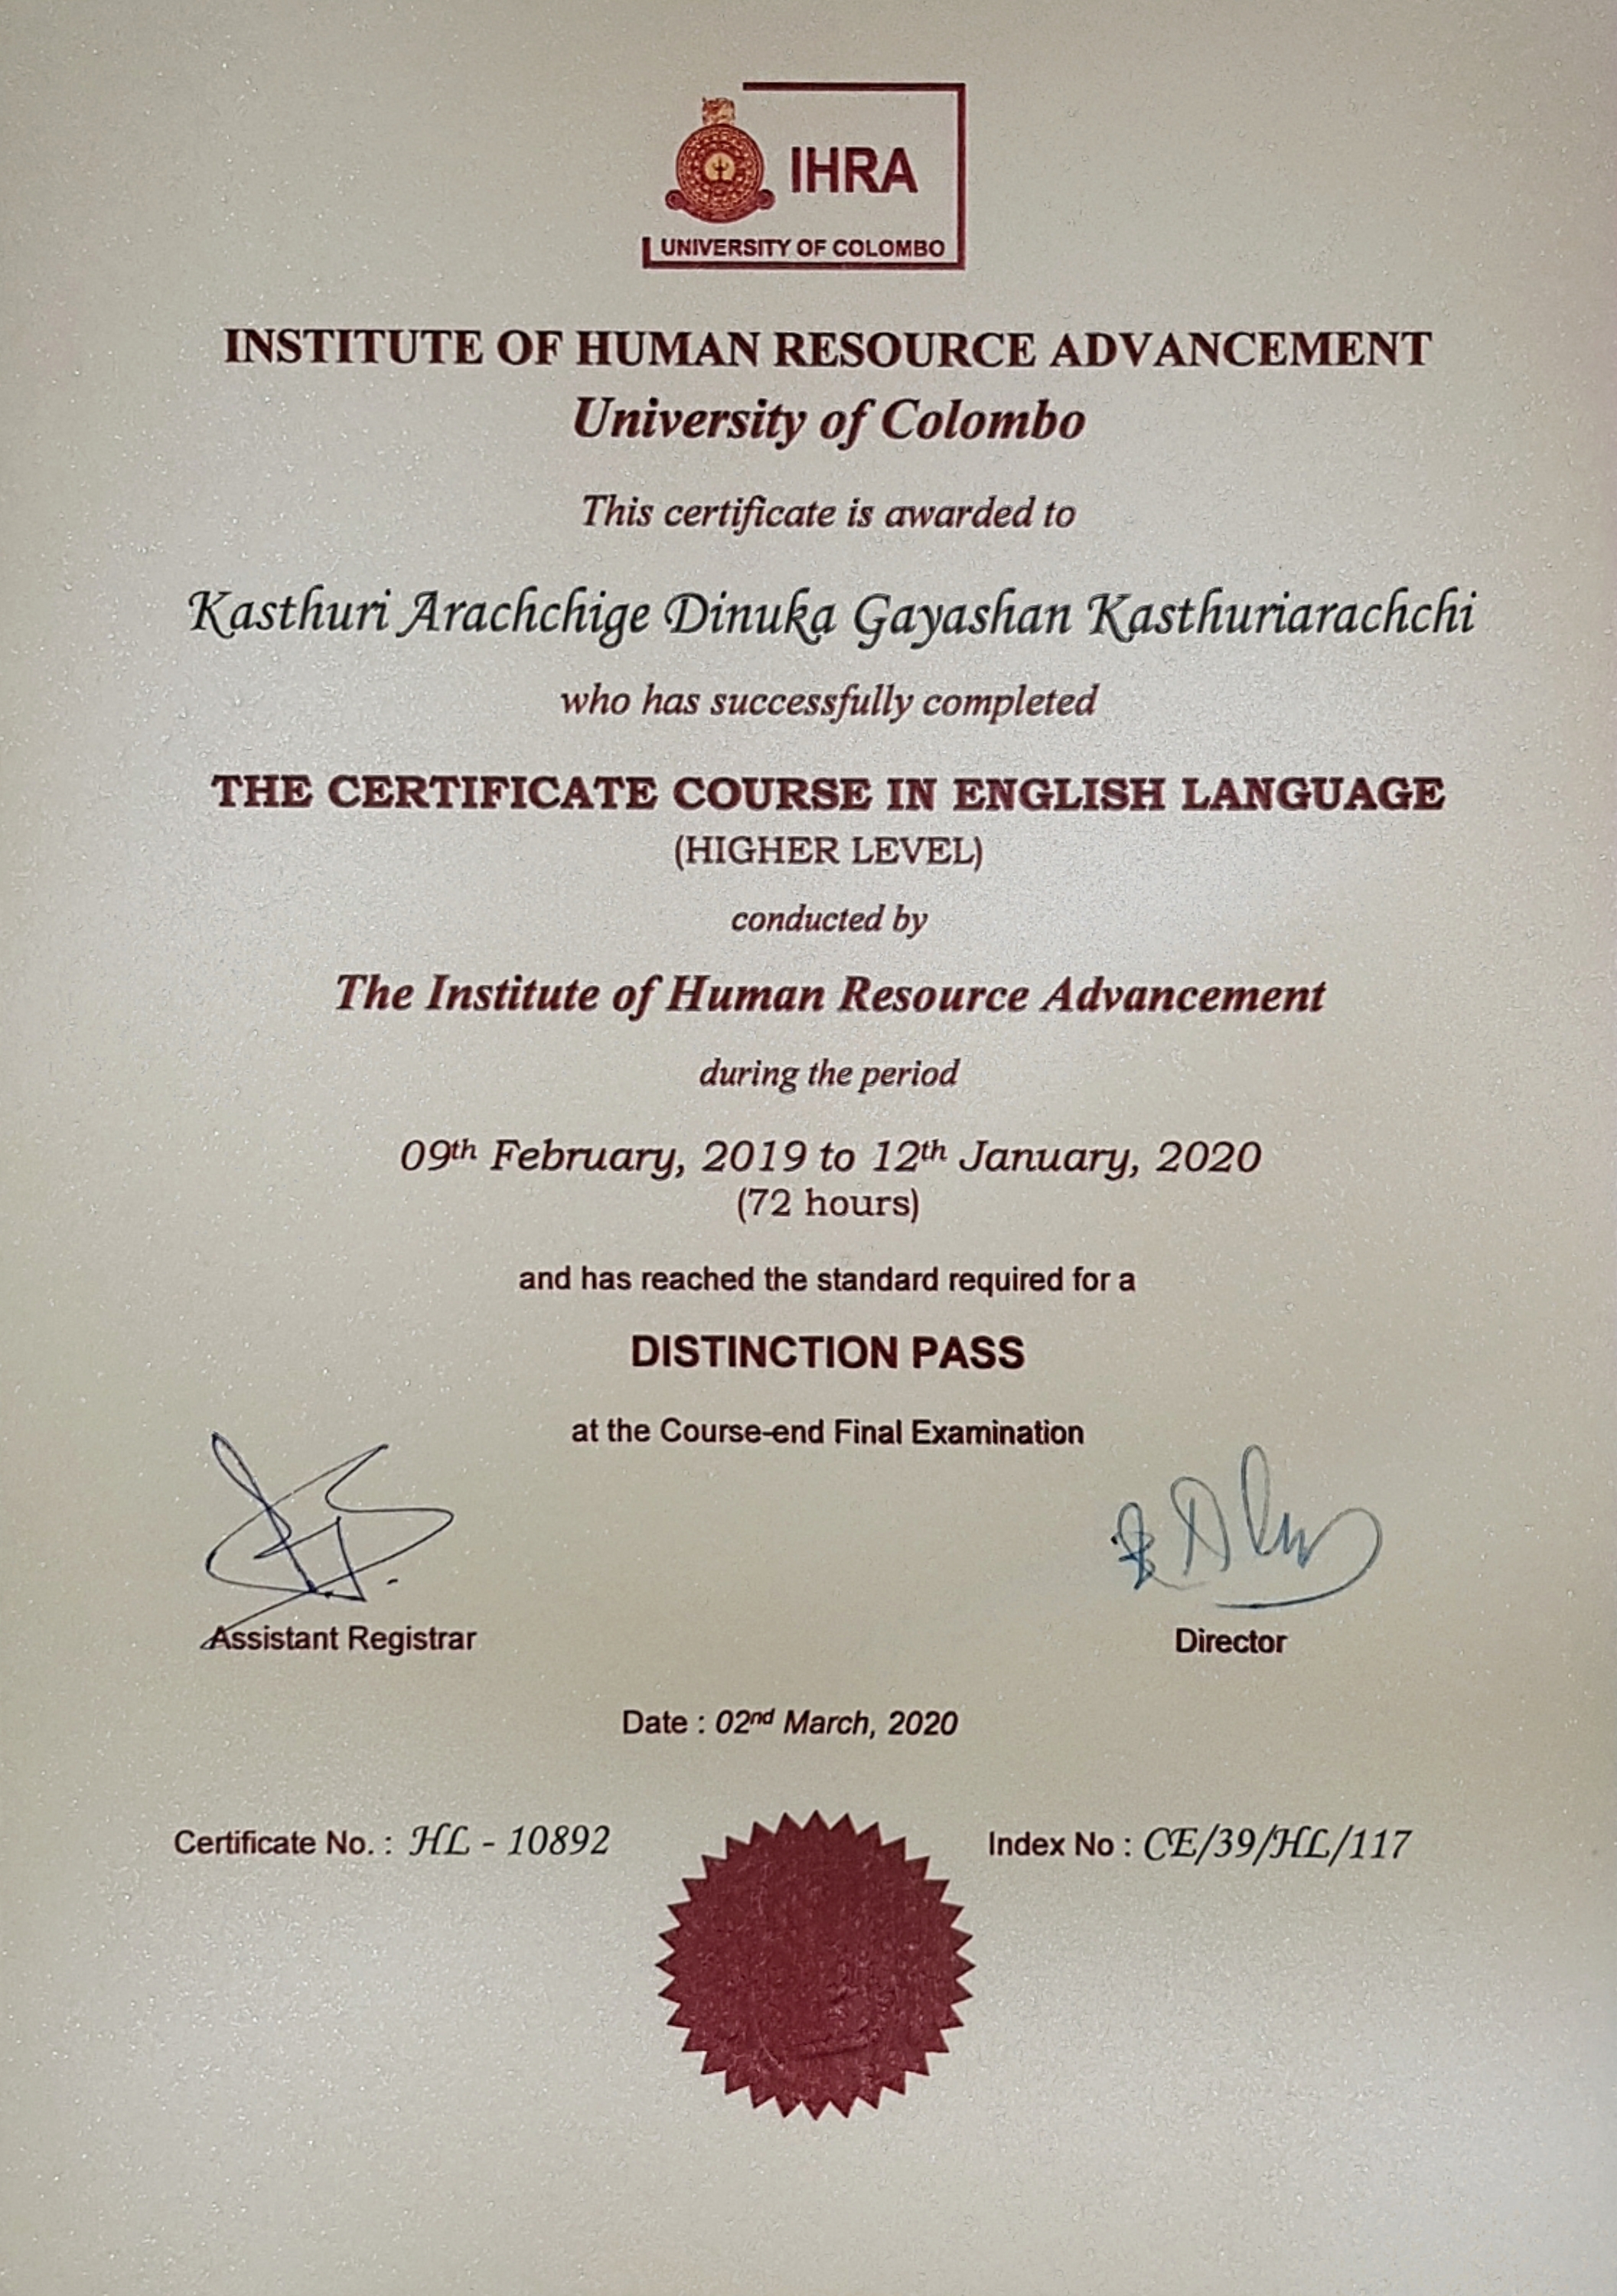 IHRA
UNIVERSITY OF COLOMBO
INSTITUTE OF HUMAN RESOURCE ADVANCEMENT
University of Colombo
This certificate is awarded to
Kasthuri Arachchige Dinuka Gayashan Kasthuriarachchi
who has successfully completed
THE CERTIFICATE COURSE IN ENGLISH LANGUAGE
(HIGHER LEVEL)
conducted by
The Institute of Human Resource Advancement
during the period
09th February, 2019 to 12th January, 2020
(72 hours)
and has reached the standard required for a
DISTINCTION PASS
at the Course-end Final Examination
Assistant Registrar
Director
Date : 02nd March, 2020
Certificate No. : HL - 10892
Index No : CE/39/HL/117